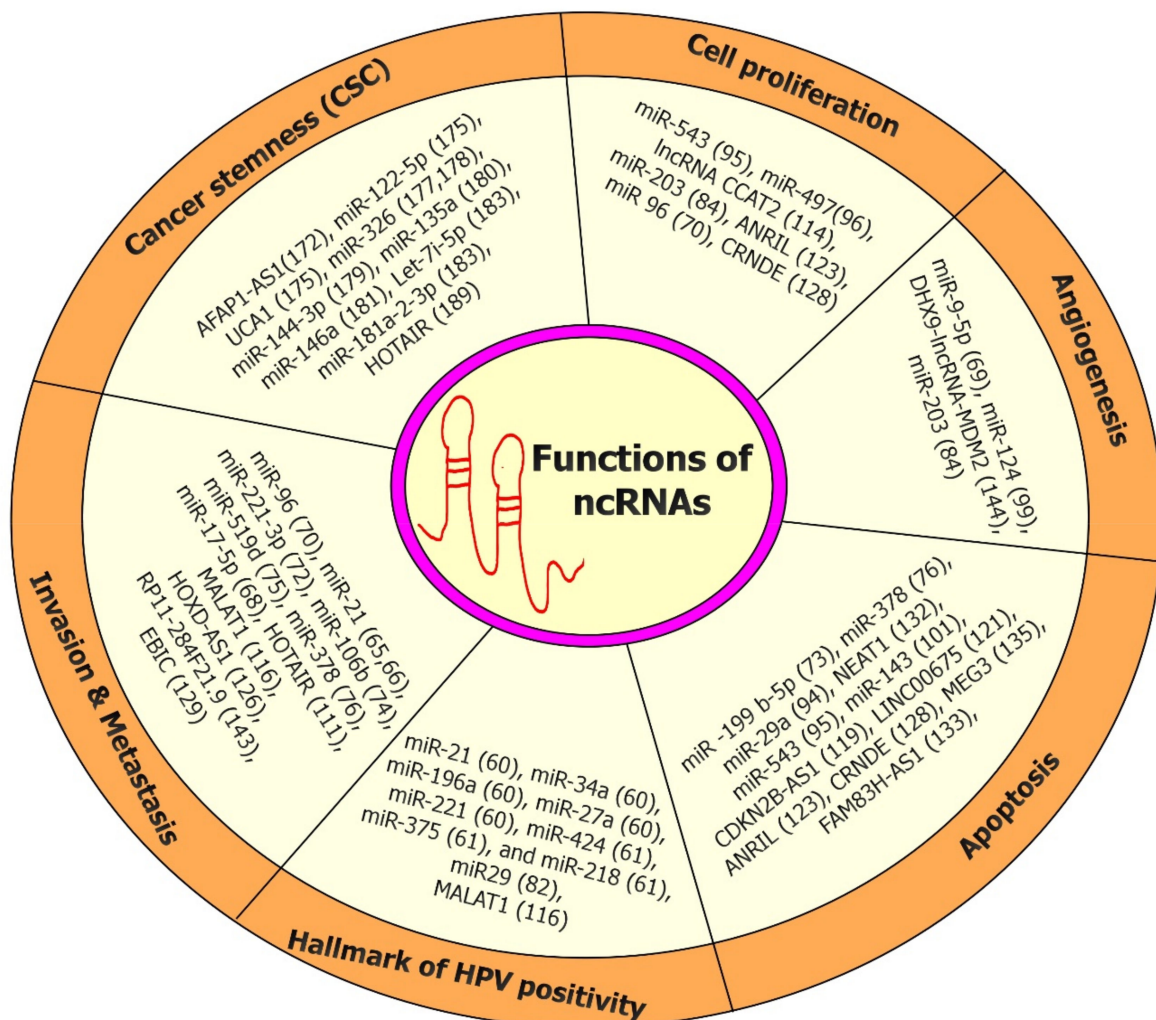 Cancer stemness (CSC)
AFAP1-AS1(172), miR-122-5p (175),
UCA1 (175), miR-326 (177,178),
miR-144-3p (179), miR-135a (180),
miR-146a (181), Let-7i-5p (183),
miR-181a-2-3p (183),
HOTAIR (189)
Cell proliferation
miR-543 (95), miR-497(96),
lncRNA CCAT2 (114),
miR-203 (84), ANRIL (123),
miR 96 (70), CRNDE (128)
Angiogenesis
miR-9-5p (69), miR-124 (99),
DHX9-lncRNA-MDM2 (144),
miR-203 (84)
Apoptosis
miR -199 b-5p (73), miR-378 (76),
miR-29a (94), NEAT1 (132),
miR-543 (95), miR-143 (101),
CDKN2B-AS1 (119), LINC00675 (121),
ANRIL (123), CRNDE (128), MEG3 (135),
FAM83H-AS1 (133),
Hallmark of HPV positivity
miR-21 (60), miR-34a (60),
miR-196a (60), miR-27a (60),
miR-221 (60), miR-424 (61),
miR-375 (61), and miR-218 (61),
miR29 (82),
MALAT1 (116)
Invasion & Metastasis
miR-96 (70), miR-21 (65,66),
miR-221-3p (72), miR-106b (74),
miR-519d (75), miR-378 (76),
miR-17-5p (68), HOTAIR (111),
MALAT1 (116),
HOXD-AS1 (126),
RP11-284F21.9 (143),
EBIC (129)
Functions of
ncRNAs